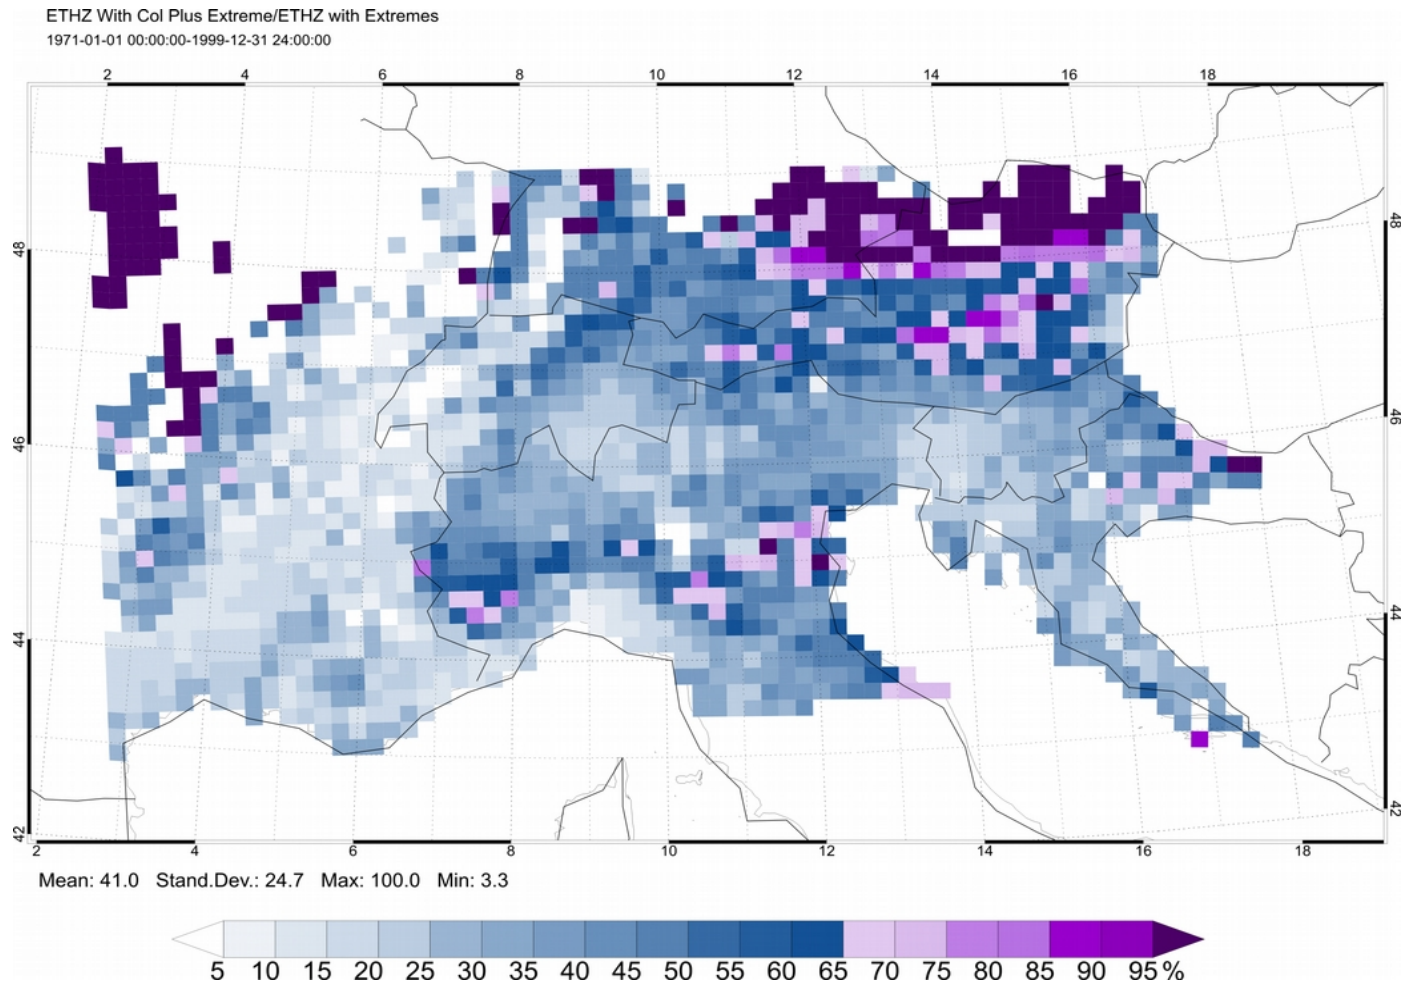 ETHZ With Col Plus Extreme/ETHZ with Extremes
1971-01-01 00:00:00-1999-12-31 24:00:00
2 4 6 8 10 12 14 16 18
48 48
46 46
44 44
42 42
2 4 6 8 10 12 14 16 18
Mean: 41.0 Stand.Dev.: 24.7 Max: 100.0 Min: 3.3
5 10 15 20 25 30 35 40 45 50 55 60 65 70 75 80 85 90 95 %